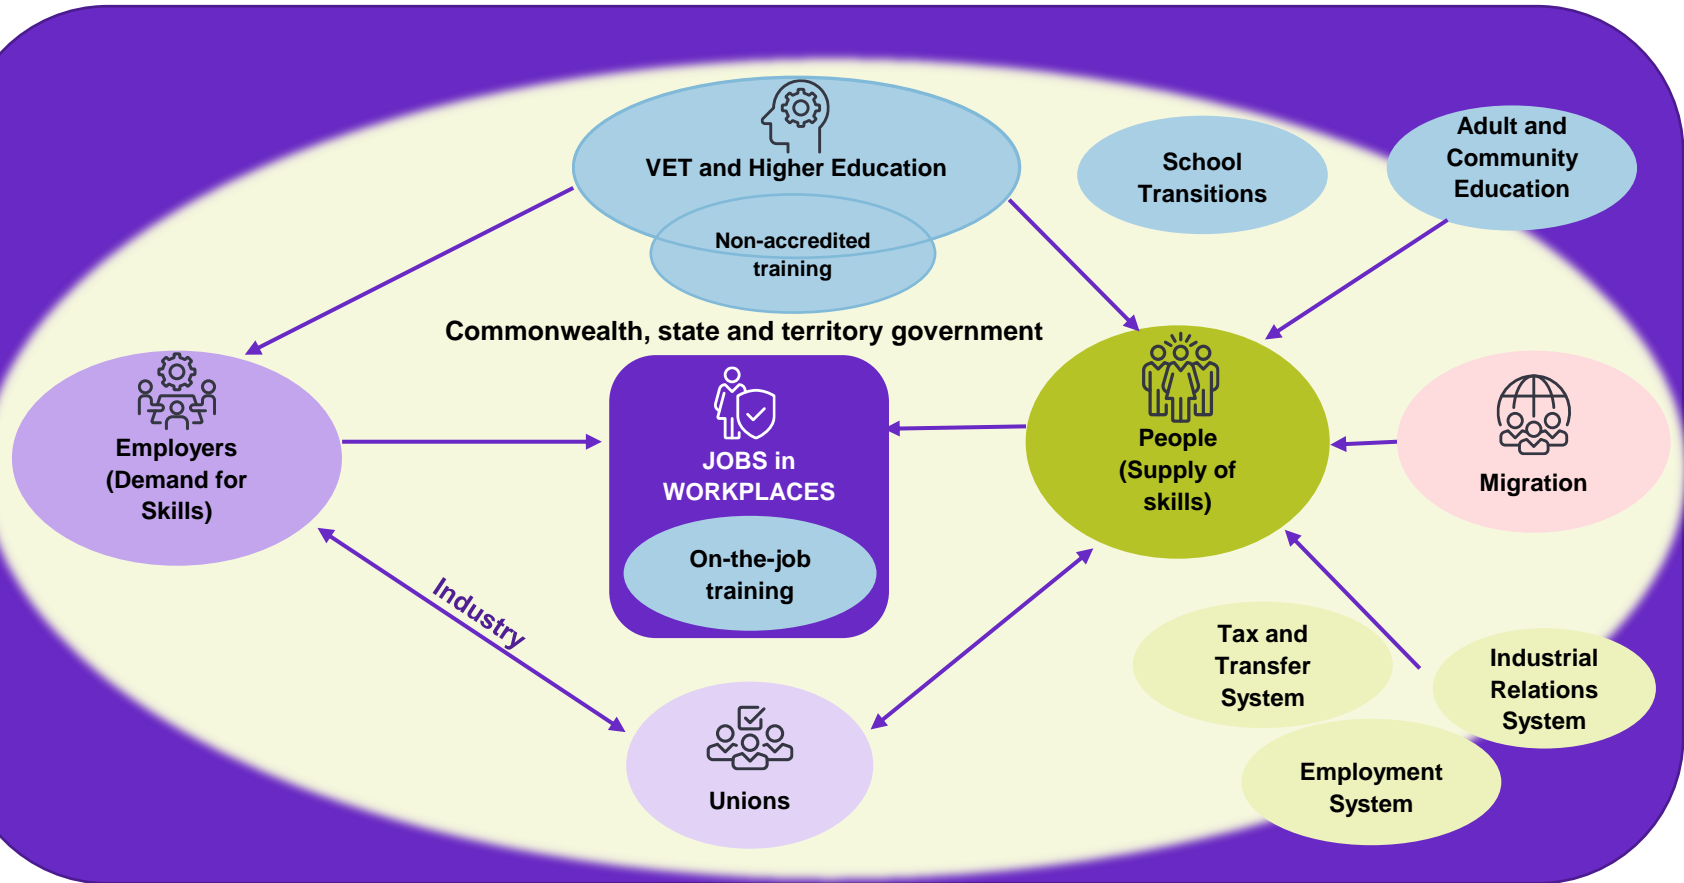 VET and Higher Education
Non-accredited
training
School
Transitions
Adult and
Community
Education
Commonwealth, state and territory government
Employers
(Demand for
Skills)
JOBS in
WORKPLACES
On-the-job
training
People
(Supply of
skills)
Migration
Industry
Unions
Tax and
Transfer
System
Industrial
Relations
System
Employment
System